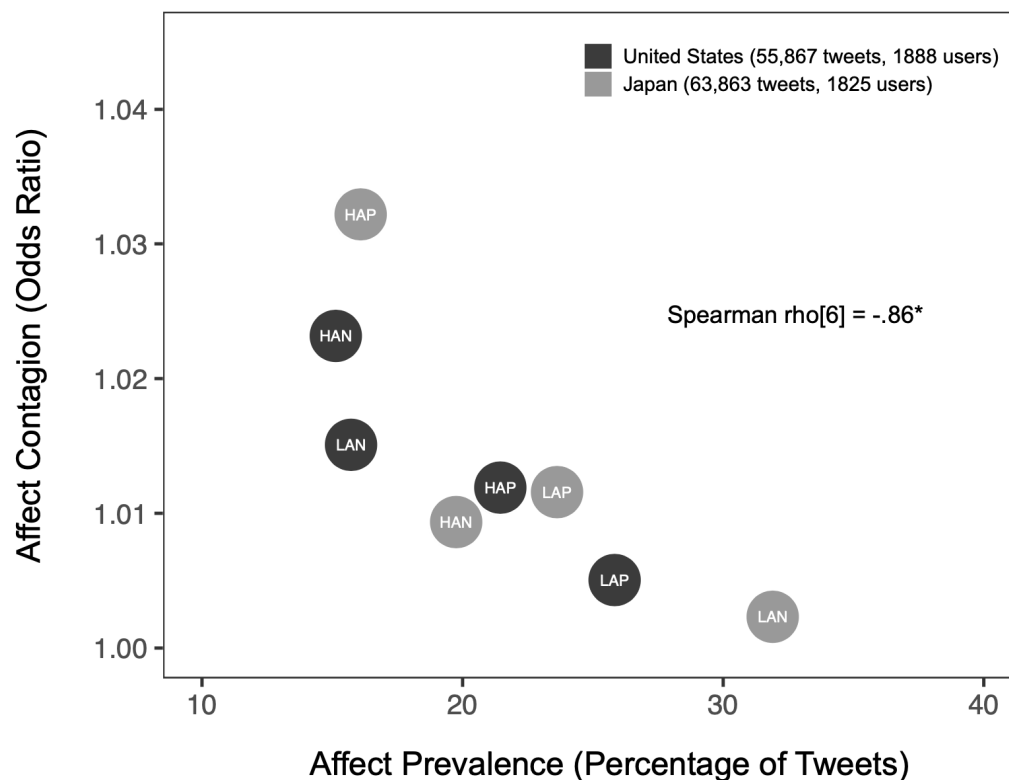 United States (55,867 tweets, 1888 users)
Japan (63,863 tweets, 1825 users)
Affect Contagion (Odds Ratio)
1.04
1.03
1.02
1.01
1.00
HAP
HAN
Spearman rho[6] = -.86*
LAN
HAP
LAP
HAN
LAP
LAN
10
20
30
40
Affect Prevalence (Percentage of Tweets)